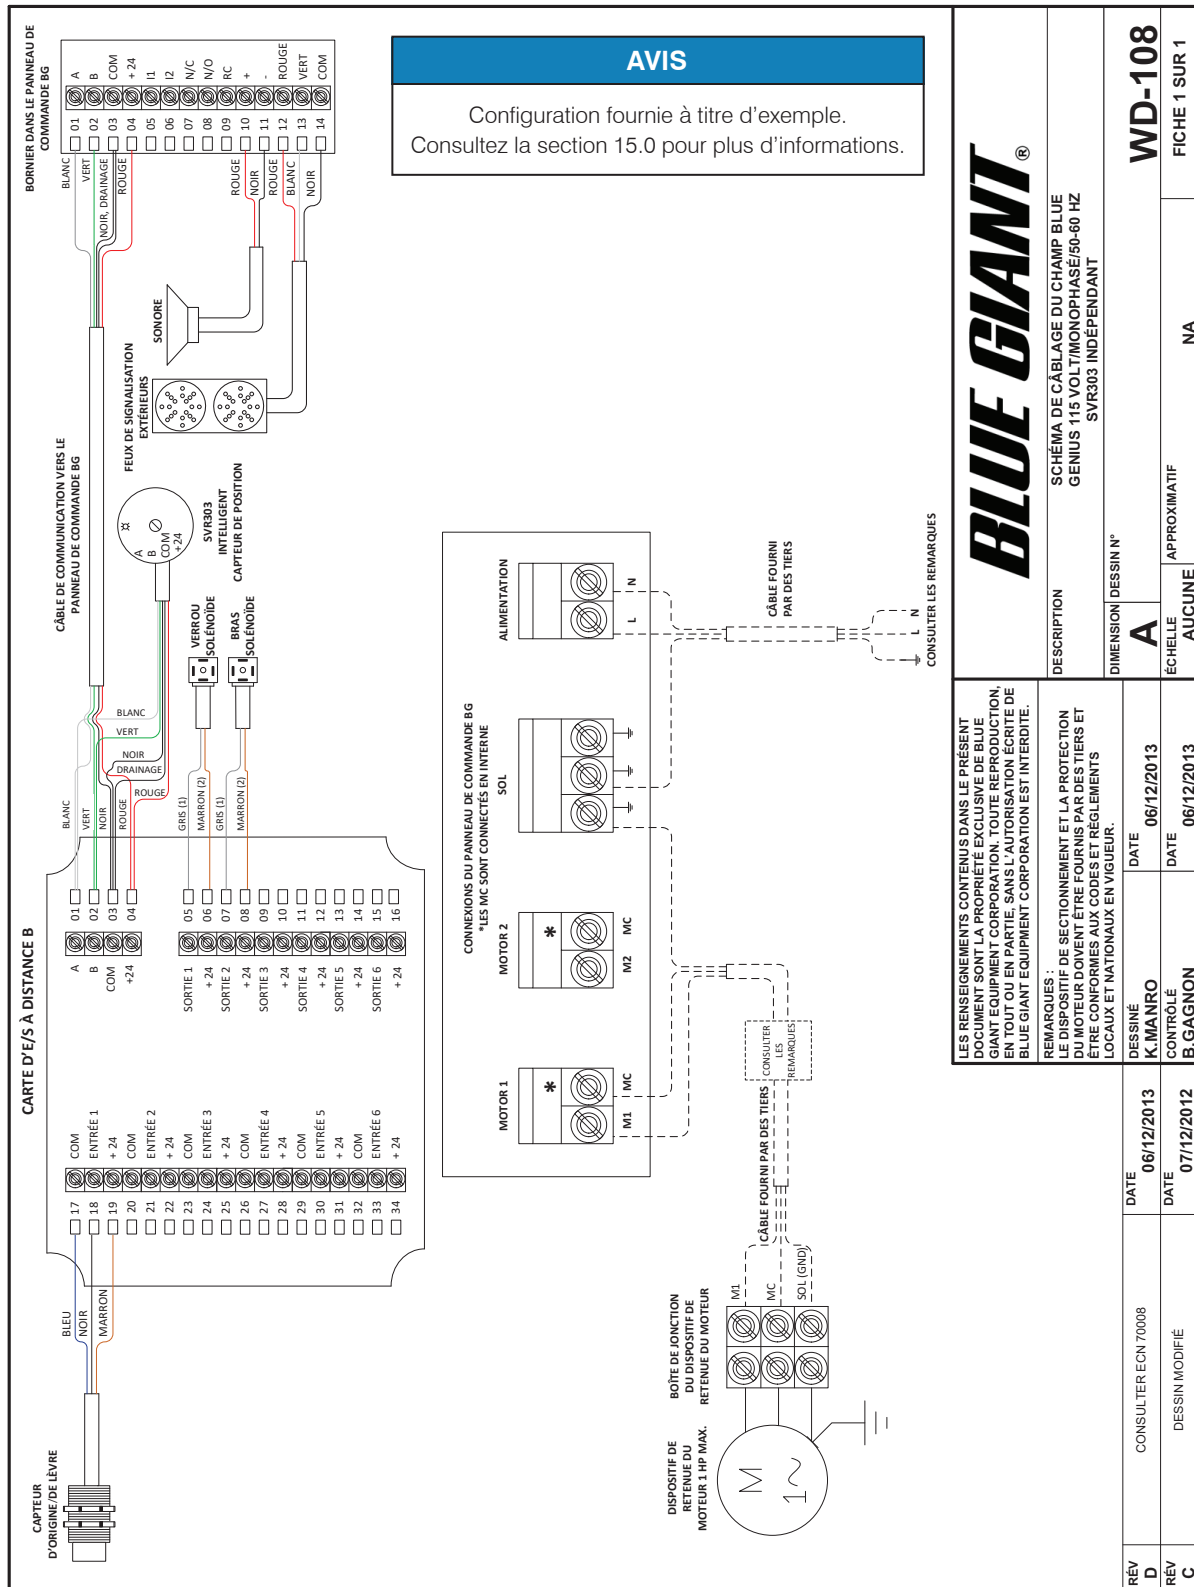 AVIS
Configuration fournie à titre d'exemple.
Consultez la section 15.0 pour plus d'informations.
CAPTEUR
D'ORIGINE/DE LÈVRE
BLEU
NOIR
MARRON
CARTE D'E/S À DISTANCE B
17 COM
18 ENTRÉE 1
19 + 24
20 COM
21 ENTRÉE 2
22 + 24
23 COM
24 ENTRÉE 3
25 + 24
26 COM
27 ENTRÉE 4
28 + 24
29 COM
30 ENTRÉE 5
31 + 24
32 COM
33 ENTRÉE 6
34 + 24
A 01
B 02
COM 03
+24 04
SORTIE 1 05
+ 24 06
SORTIE 2 07
+ 24 08
SORTIE 3 09
+ 24 10
SORTIE 4 11
+ 24 12
SORTIE 5 13
+ 24 14
SORTIE 6 15
+ 24 16
BLANC
VERT
NOIR
ROUGE
BLANC
VERT
NOIR
DRAINAGE
ROUGE
GRIS (1)
MARRON (2)
GRIS (1)
MARRON (2)
VERROU
SOLÉNOÏDE
BRAS
SOLÉNOÏDE
A
B
COM
+24
SVR303
INTELLIGENT
CAPTEUR DE POSITION
CÂBLE DE COMMUNICATION VERS LE
PANNEAU DE COMMANDE BG
FEUX DE SIGNALISATION
EXTÉRIEURS
SONORE
BORNIER DANS LE PANNEAU DE
COMMANDE BG
BLANC
VERT
NOIR, DRAINAGE
ROUGE
ROUGE
NOIR
ROUGE
BLANC
NOIR
01 A
02 B
03 COM
04 + 24
05 I1
06 I2
07 N/C
08 N/O
09 RC
10 +
11 -
12 ROUGE
13 VERT
14 COM
CONNEXIONS DU PANNEAU DE COMMANDE BG
*LES MC SONT CONNECTÉS EN INTERNE
MOTOR 1
*
M1 MC
MOTOR 2
*
M2 MC
SOL
ALIMENTATION
L N
CONSULTER
LES
REMARQUES
CÂBLE FOURNI PAR DES TIERS
CÂBLE FOURNI
PAR DES TIERS
L N
CONSULTER LES REMARQUES
BOÎTE DE JONCTION
DU DISPOSITIF DE
RETENUE DU MOTEUR
M1
MC
SOL (GND)
DISPOSITIF DE
RETENUE DU
MOTEUR 1 HP MAX.
M
1~
LES RENSEIGNEMENTS CONTENUS DANS LE PRÉSENT
DOCUMENT SONT LA PROPRIÉTÉ EXCLUSIVE DE BLUE
GIANT EQUIPMENT CORPORATION. TOUTE REPRODUCTION,
EN TOUT OU EN PARTIE, SANS L'AUTORISATION ÉCRITE DE
BLUE GIANT EQUIPMENT CORPORATION EST INTERDITE.
REMARQUES :
LE DISPOSITIF DE SECTIONNEMENT ET LA PROTECTION
DU MOTEUR DOIVENT ÊTRE FOURNIS PAR DES TIERS ET
ÊTRE CONFORMES AUX CODES ET RÈGLEMENTS
LOCAUX ET NATIONAUX EN VIGUEUR.
BLUE GIANT®
DESCRIPTION
SCHÉMA DE CÂBLAGE DU CHAMP BLUE
GENIUS 115 VOLT/MONOPHASÉ/50-60 HZ
SVR303 INDÉPENDANT
RÉV D
CONSULTER ECN 70008
DATE 06/12/2013
DESSINÉ K.MANRO
DATE 06/12/2013
DIMENSION A
DESSIN N° WD-108
RÉV C
DESSIN MODIFIÉ
DATE 07/12/2012
CONTRÔLÉ B.GAGNON
DATE 06/12/2013
ÉCHELLE AUCUNE
APPROXIMATIF NA
FICHE 1 SUR 1